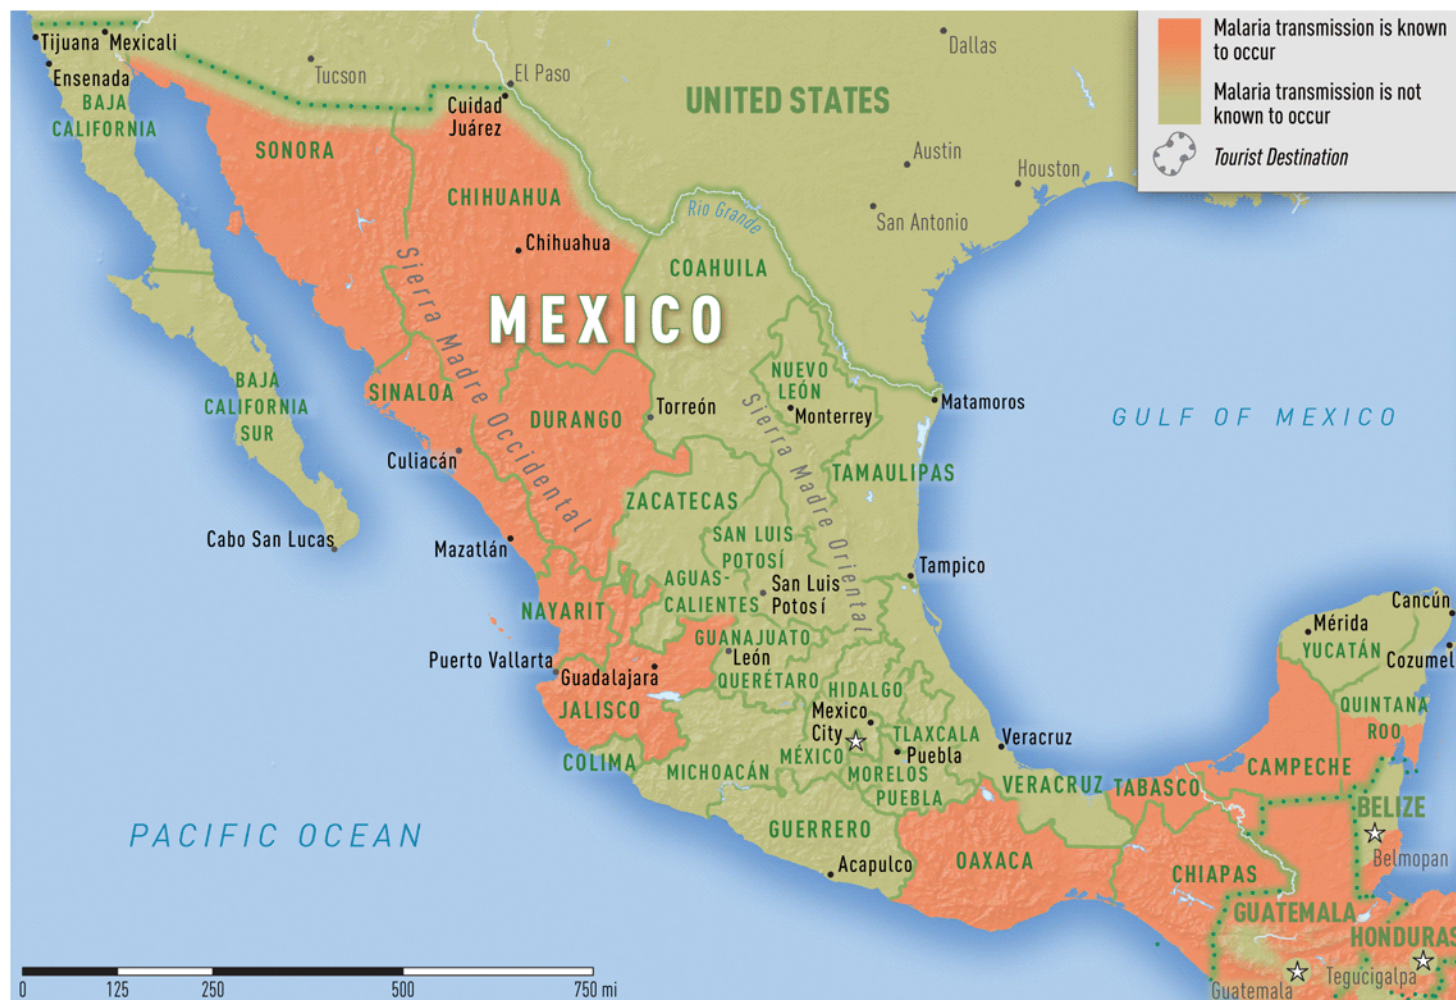 Malaria transmission is known
to occur
Malaria transmission is not
known to occur
Tourist Destination
Tijuana
Mexicali
Ensenada
BAJA
CALIFORNIA
Tucson
El Paso
Cuidad
Juárez
Dallas
UNITED STATES
Austin
Houston
San Antonio
SONORA
CHIHUAHUA
Chihuahua
Rio Grande
COAHUILA
MEXICO
Sierra Madre Occidental
SINALOA
BAJA
CALIFORNIA
SUR
DURANGO
Torreón
NUEVO
LEÓN
Monterrey
Matamoros
GULF OF MEXICO
Sierra Madre Oriental
Culiacán
TAMAULIPAS
ZACATECAS
Cabo San Lucas
Mazatlán
SAN LUIS
POTOSÍ
Tampico
AGUAS-
CALIENTES
San Luis
Potosí
NAYARIT
Cancún
Mérida
YUCATÁN
Cozumel
GUANAJUATO
León
Puerto Vallarta
Guadalajara
QUERÉTARO
HIDALGO
JALISCO
Mexico
City
QUINTANA
ROO
TLAXCALA
Veracruz
COLIMA
MÉXICO
Puebla
MICHOACÁN
MORELOS
PUEBLA
VERACRUZ
TABASCO
CAMPECHE
BELIZE
Belmopan
PACIFIC OCEAN
GUERRERO
Acapulco
OAXACA
CHIAPAS
GUATEMALA
HONDURAS
Tegucigalpa
Guatemala
0 125 250 500 750 mi